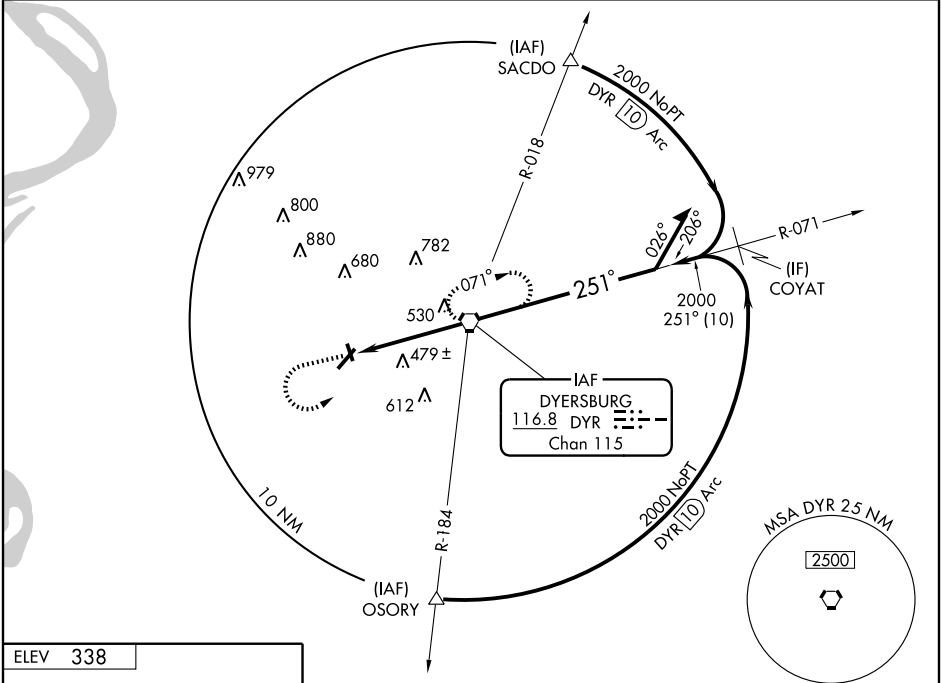 (IAF)
SACDO
2000 NoPT
DYR 10 Arc
R-018
979
800
880
680
782
071°
530
026°
206°
R-071
(IF)
COYAT
251°
2000
251° (10)
479 ±
612
IAF
DYERSBURG
116.8 DYR
Chan 115
R-184
10 NM
2000 NoPT
DYR 10 Arc
(IAF)
OSORY
MSA DYR 25 NM
2500
ELEV 338